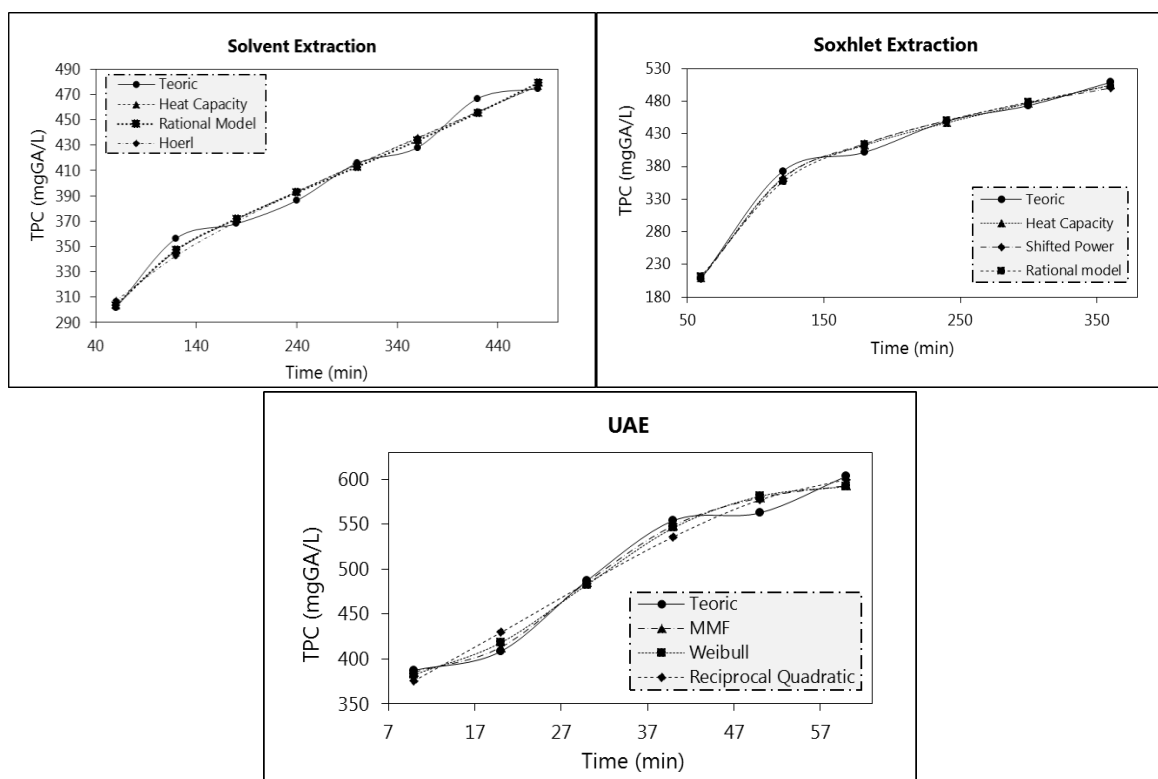 Solvent Extraction
TPC (mgGA/L)
490
470
450
430
410
390
370
350
330
310
290
Teoric
Heat Capacity
Rational Model
Hoerl
40
140
240
340
440
Time (min)
Soxhlet Extraction
TPC (mgGA/L)
530
480
430
380
330
280
230
180
Teoric
Heat Capacity
Shifted Power
Rational model
50
150
250
350
Time (min)
UAE
TPC (mgGA/L)
600
550
500
450
400
350
Teoric
MMF
Weibull
Reciprocal Quadratic
7
17
27
37
47
57
Time (min)